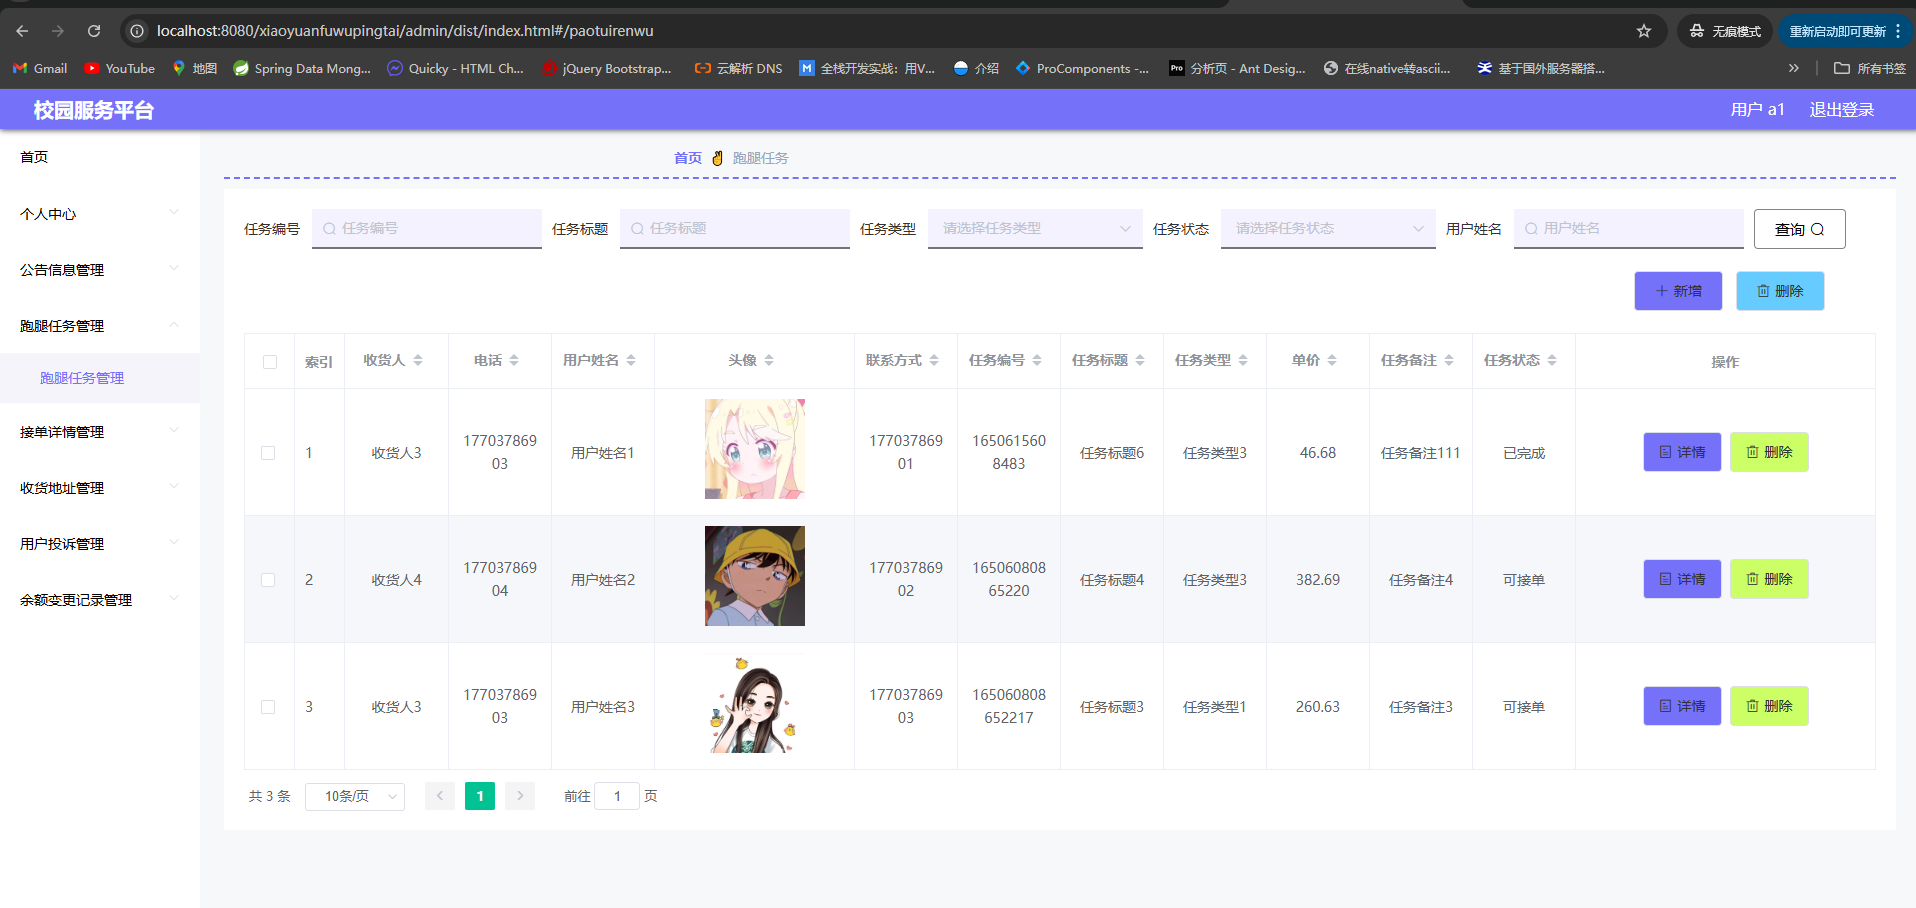 localhost:8080/xiaoyuanfuwupingtai/admin/dist/index.html#/paotuirenwu
无痕模式
重新启动即可更新
Gmail
YouTube
地图
Spring Data Mong...
Quicky - HTML Ch...
jQuery Bootstrap...
云解析 DNS
全栈开发实战：用V...
介绍
ProComponents -...
Pro
分析页 - Ant Desig...
在线native转ascii...
基于国外服务器搭...
所有书签
校园服务平台
用户 a1
退出登录
首页
个人中心
公告信息管理
跑腿任务管理
跑腿任务管理
接单详情管理
收货地址管理
用户投诉管理
余额变更记录管理
首页 跑腿任务
任务编号 任务编号 任务标题 任务标题 任务类型 请选择任务类型 任务状态 请选择任务状态 用户姓名 用户姓名 查询
新增 删除
索引 收货人 电话 用户姓名 头像 联系方式 任务编号 任务标题 任务类型 单价 任务备注 任务状态 操作
1 收货人3 17703786903 用户姓名1 17703786901 1650615608483 任务标题6 任务类型3 46.68 任务备注111 已完成 详情 删除
2 收货人4 17703786904 用户姓名2 17703786902 16506080865220 任务标题4 任务类型3 382.69 任务备注4 可接单 详情 删除
3 收货人3 17703786903 用户姓名3 17703786903 165060808652217 任务标题3 任务类型1 260.63 任务备注3 可接单 详情 删除
共 3 条 10条/页 1 前往 1 页